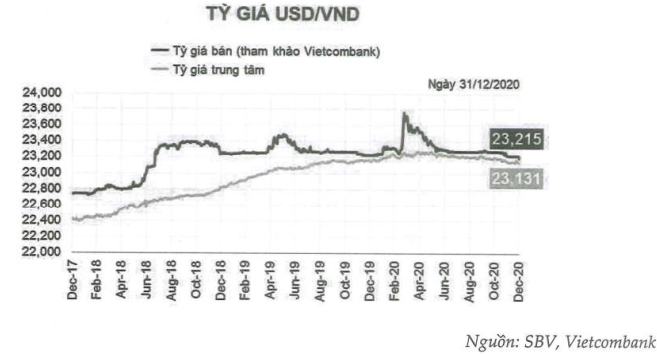 TỶ GIÁ USD/VND
Tỷ giá bán (tham khảo Vietcombank)
Tỷ giá trung tâm
Ngày 31/12/2020
24,000
23,800
23,600
23,400
23,200
23,000
22,800
22,600
22,400
22,200
22,000
23,215
23,131
Dec-17
Feb-18
Apr-18
Jun-18
Aug-18
Oct-18
Dec-18
Feb-19
Apr-19
Jun-19
Aug-19
Oct-19
Dec-19
Feb-20
Apr-20
Jun-20
Aug-20
Oct-20
Dec-20
Nguồn: SBV, Vietcombank